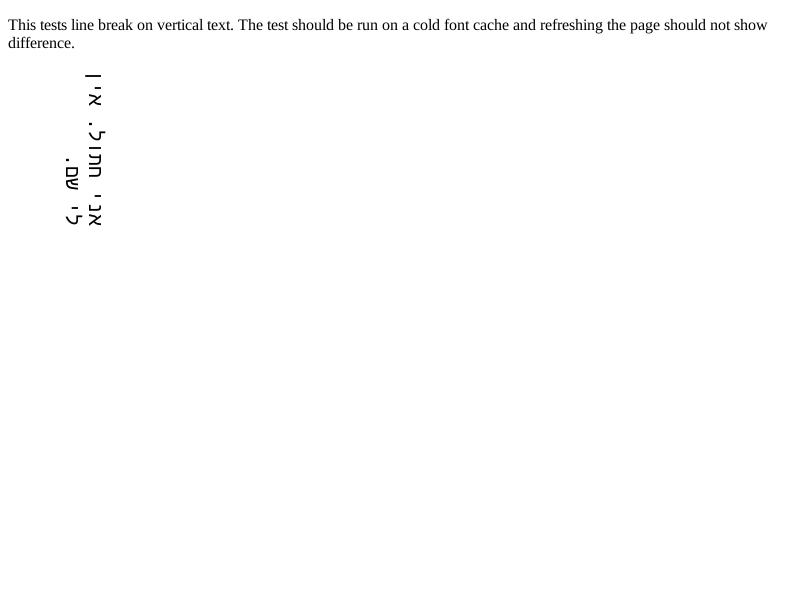 This tests line break on vertical text. The test should be run on a cold font cache and refreshing the page should not show
difference.
אני חתול. אין
לי שם.